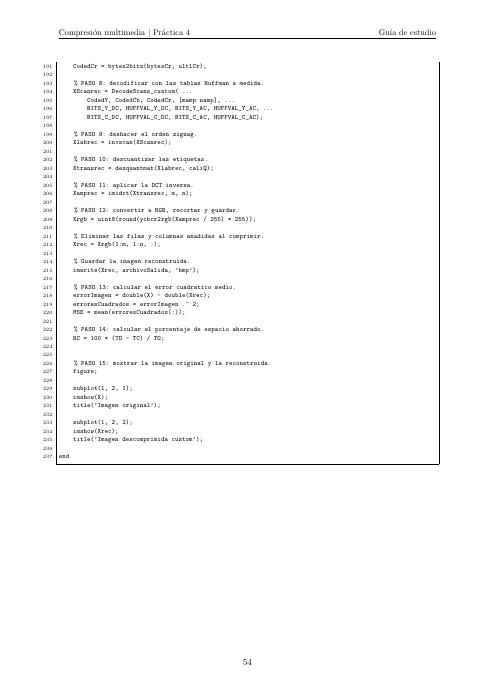 Compresión multimedia | Práctica 4 Guía de estudio
191 CodedCr = bytes2bits(bytesCr, ultlCr);
192
193 % PASO 8: decodificar con las tablas Huffman a medida.
194 XScanrec = DecodeScans_custom( ...
195 CodedY, CodedCb, CodedCr, [mamp namp], ...
196 BITS_Y_DC, HUFFVAL_Y_DC, BITS_Y_AC, HUFFVAL_Y_AC, ...
197 BITS_C_DC, HUFFVAL_C_DC, BITS_C_AC, HUFFVAL_C_AC);
198
199 % PASO 9: deshacer el orden zigzag.
200 Xlabrec = invscan(XScanrec);
201
202 % PASO 10: descuantizar las etiquetas.
203 Xtransrec = desquantmat(Xlabrec, caliQ);
204
205 % PASO 11: aplicar la DCT inversa.
206 Xamprec = imidct(Xtransrec, m, n);
207
208 % PASO 12: convertir a RGB, recortar y guardar.
209 Xrgb = uint8(round(ycbcr2rgb(Xamprec / 255) * 255));
210
211 % Eliminar las filas y columnas anadidas al comprimir.
212 Xrec = Xrgb(1:m, 1:n, :);
213
214 % Guardar la imagen reconstruida.
215 imwrite(Xrec, archivoSalida, 'bmp');
216
217 % PASO 13: calcular el error cuadratico medio.
218 errorImagen = double(X) - double(Xrec);
219 erroresCuadrados = errorImagen .^ 2;
220 MSE = mean(erroresCuadrados(:));
221
222 % PASO 14: calcular el porcentaje de espacio ahorrado.
223 RC = 100 * (TO - TC) / TO;
224
225
226 % PASO 15: mostrar la imagen original y la reconstruida.
227 figure;
228
229 subplot(1, 2, 1);
230 imshow(X);
231 title('Imagen original');
232
233 subplot(1, 2, 2);
234 imshow(Xrec);
235 title('Imagen descomprimida custom');
236
237 end
54